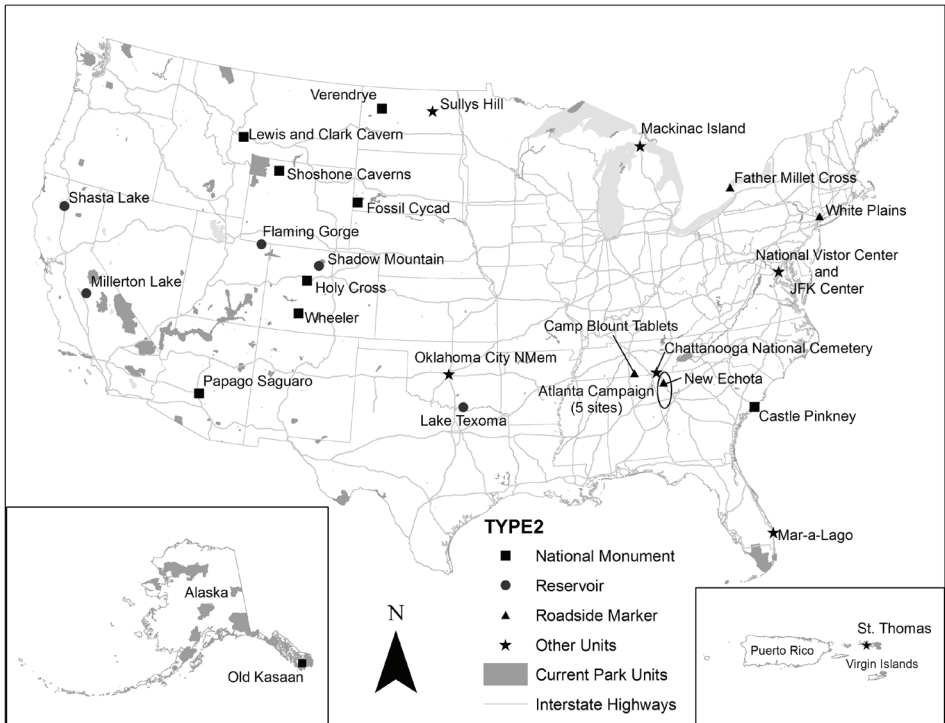 Verendrye
Sullys Hill
Lewis and Clark Cavern
Mackinac Island
Shoshone Caverns
Father Millet Cross
Shasta Lake
Fossil Cycad
White Plains
Flaming Gorge
National Vistor Center
and
JFK Center
Shadow Mountain
Millerton Lake
Holy Cross
Wheeler
Camp Blount Tablets
Chattanooga National Cemetery
Oklahoma City NMem
Papago Saguaro
New Echota
Atlanta Campaign
(5 sites)
Lake Texoma
Castle Pinkney
Mar-a-Lago
TYPE2
National Monument
Reservoir
Roadside Marker
Other Units
Current Park Units
Interstate Highways
N
Alaska
Old Kasaan
St. Thomas
Puerto Rico
Virgin Islands